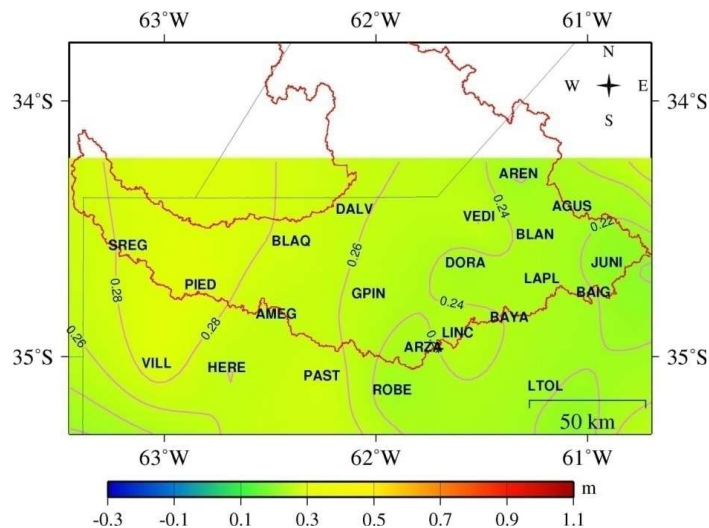 63°W 62°W 61°W
N
W E
S
34°S 34°S
AREN
DALV VEDI 0.24 AGUS
0.22
SREG BLAQ 0.26 BLAN
DORA JUNI
PIED 0.28 GPIN LAPL BAIG
0.24
AMEG 0.28 BAYA
0.26 LINC
ARZA
35°S 35°S
VILL HERE
PAST ROBE LTOL
50 km
63°W 62°W 61°W
m
-0.3 -0.1 0.1 0.3 0.5 0.7 0.9 1.1